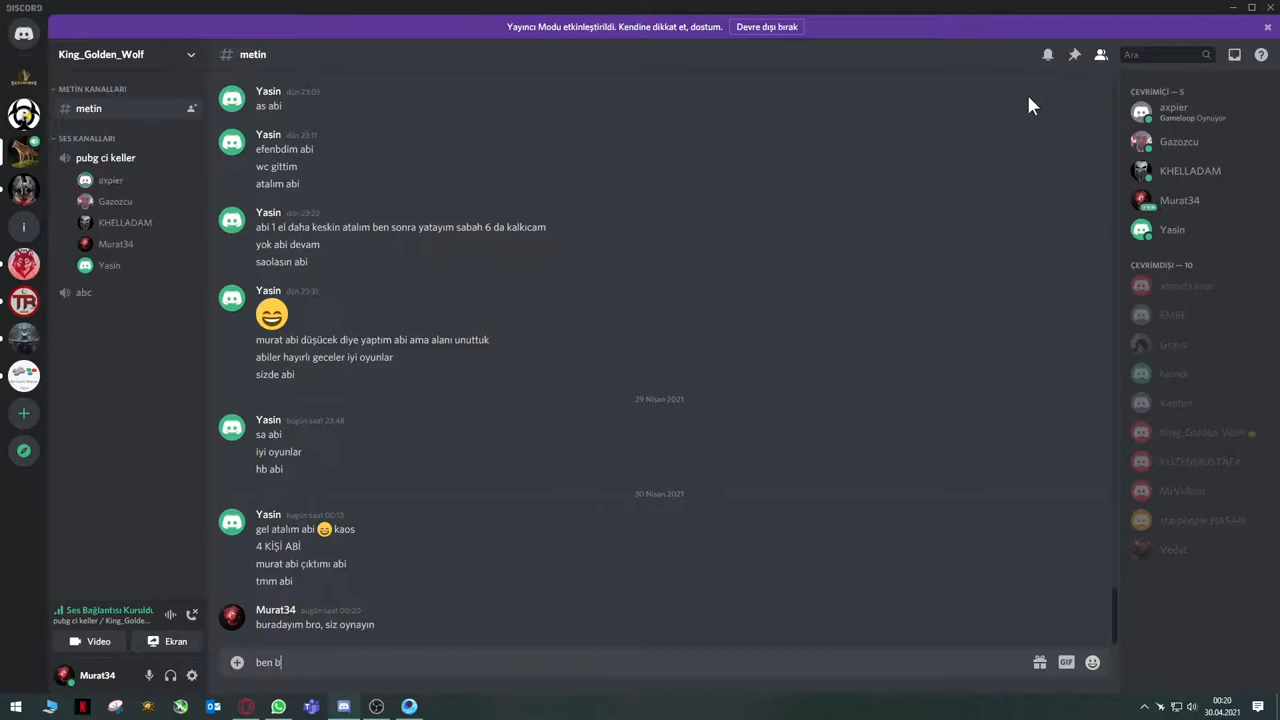 DISCORD
Yayıncı Modu etkinleştirildi. Kendine dikkat et, dostum. Devre dışı bırak
King_Golden_Wolf
# metin
Ara
METİN KANALLARI
# metin
SES KANALLARI
pubg ci keller
axpier
Gazozcu
KHELLADAM
Murat34
Yasin
abc
Yasin dün 23:03
as abi
Yasin dün 23:11
efenbdim abi
wc gittim
atalım abi
Yasin dün 23:23
abi 1 el daha keskin atalım ben sonra yatayım sabah 6 da kalkıcam
yok abi devam
saolasın abi
Yasin dün 23:31
murat abi düşücek diye yaptım abi ama alanı unuttuk
abiler hayırlı geceler iyi oyunlar
sizde abi
29 Nisan 2021
Yasin bugün saat 23:48
sa abi
iyi oyunlar
hb abi
30 Nisan 2021
Yasin bugün saat 00:13
gel atalım abi kaos
4 KİŞİ ABİ
murat abi çıktımı abi
tmm abi
Murat34 bugün saat 00:20
buradayım bro, siz oynayın
ben b
GIF
ÇEVRİMİÇİ — 5
axpier
Gameloop Oynuyor
Gazozcu
KHELLADAM
Murat34
Yasin
ÇEVRİMDIŞI — 10
EMRE
hamdi
Kaptan
King_Golden_Wolf
KUZENMUSTAFA
MrVolkan
Vedat
Ses Bağlantısı Kuruldu
pubg ci keller / King_Golde...
Video
Ekran
Murat34
00:20
30.04.2021